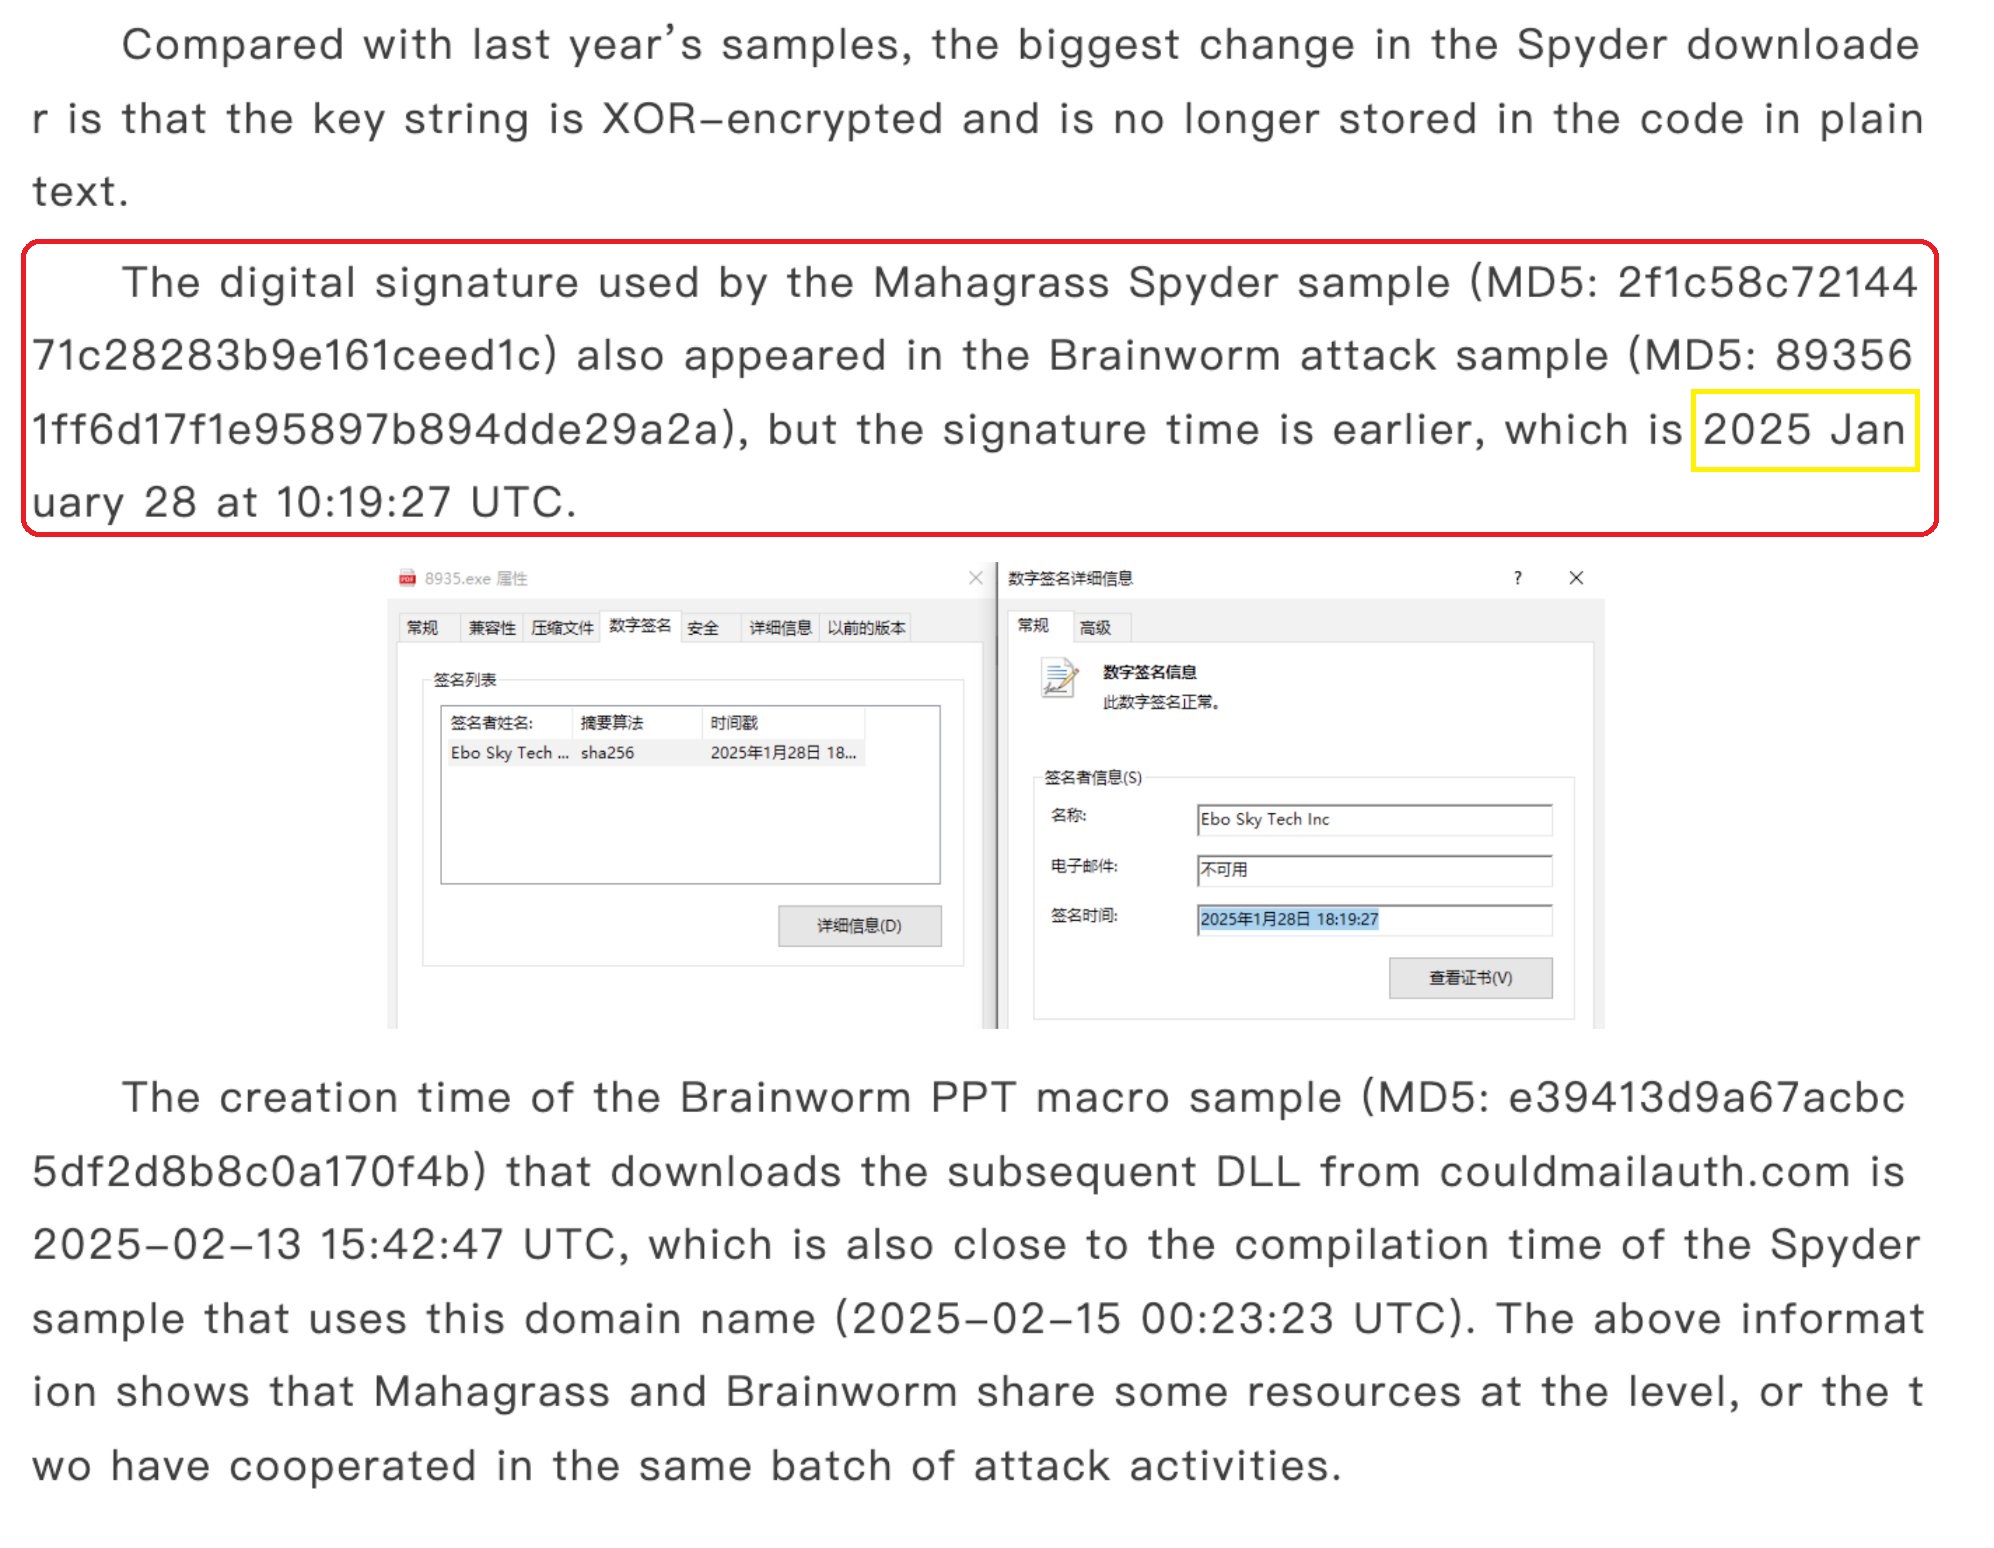 Compared with last year’s samples, the biggest change in the Spyder downloade
r is that the key string is XOR–encrypted and is no longer stored in the code in plain
text.
The digital signature used by the Mahagrass Spyder sample (MD5: 2f1c58c72144
71c28283b9e161ceed1c) also appeared in the Brainworm attack sample (MD5: 89356
1ff6d17f1e95897b894dde29a2a), but the signature time is earlier, which is 2025 Jan
uary 28 at 10:19:27 UTC.
8935.exe 属性
常规 兼容性 压缩文件 数字签名 安全 详细信息 以前的版本
签名列表
签名者姓名: 摘要算法 时间戳
Ebo Sky Tech ... sha256 2025年1月28日 18...
详细信息(D)
数字签名详细信息 ?
常规 高级
数字签名信息
此数字签名正常。
签名者信息(S)
名称: Ebo Sky Tech Inc
电子邮件: 不可用
签名时间: 2025年1月28日 18:19:27
查看证书(V)
The creation time of the Brainworm PPT macro sample (MD5: e39413d9a67acbc
5df2d8b8c0a170f4b) that downloads the subsequent DLL from couldmailauth.com is
2025–02–13 15:42:47 UTC, which is also close to the compilation time of the Spyder
sample that uses this domain name (2025–02–15 00:23:23 UTC). The above informat
ion shows that Mahagrass and Brainworm share some resources at the level, or the t
wo have cooperated in the same batch of attack activities.